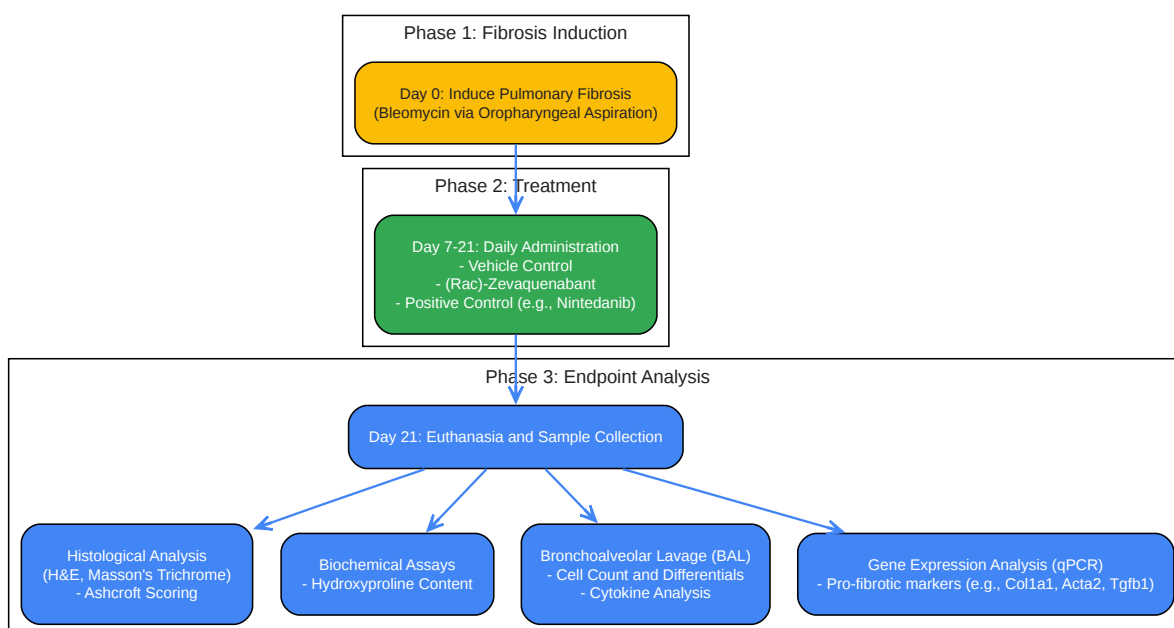 Phase 1: Fibrosis Induction
Day 0: Induce Pulmonary Fibrosis
(Bleomycin via Oropharyngeal Aspiration)
Phase 2: Treatment
Day 7-21: Daily Administration
- Vehicle Control
- (Rac)-Zevaquenabant
- Positive Control (e.g., Nintedanib)
Phase 3: Endpoint Analysis
Day 21: Euthanasia and Sample Collection
Histological Analysis
(H&E, Masson's Trichrome)
- Ashcroft Scoring
Biochemical Assays
- Hydroxyproline Content
Bronchoalveolar Lavage (BAL)
- Cell Count and Differentials
- Cytokine Analysis
Gene Expression Analysis (qPCR)
- Pro-fibrotic markers (e.g., Col1a1, Acta2, Tgfb1)